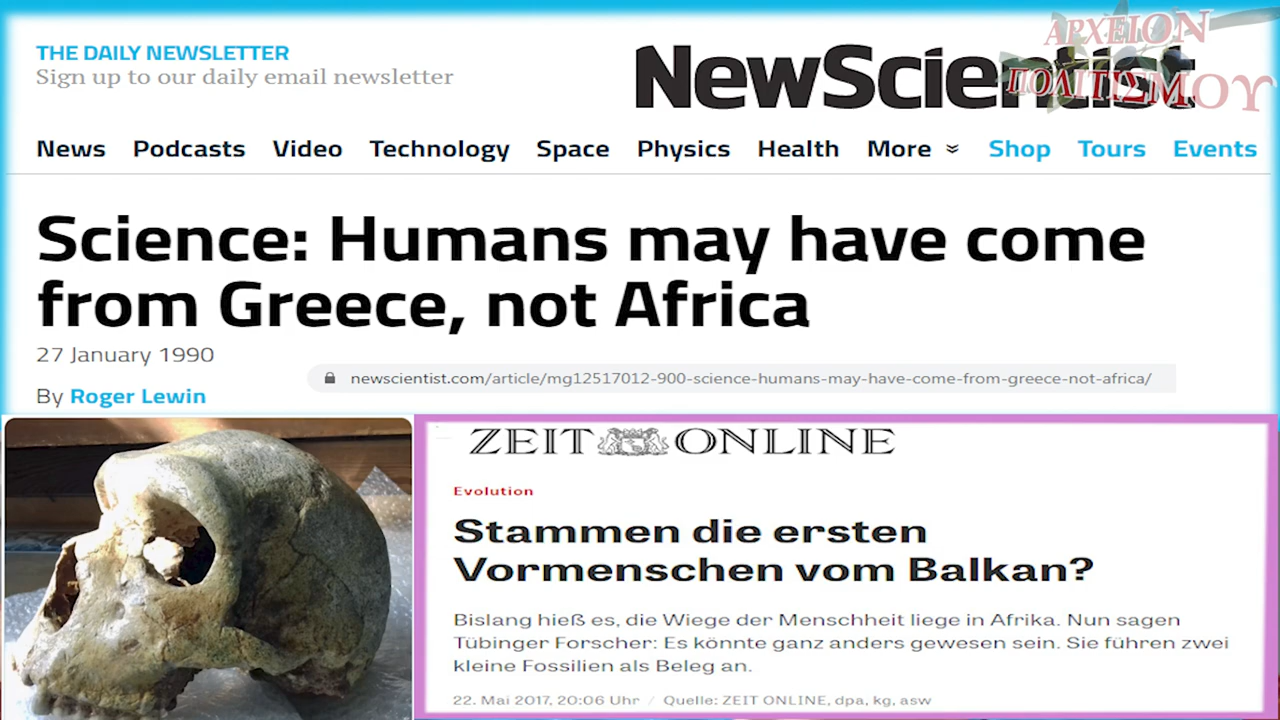 THE DAILY NEWSLETTER
Sign up to our daily email newsletter
NewScientist
ΑΡΧΕΙΟΝ
ΠΟΛΙΤΙΣΜΟΥ
News Podcasts Video Technology Space Physics Health More Shop Tours Events
Science: Humans may have come
from Greece, not Africa
27 January 1990
newscientist.com/article/mg12517012-900-science-humans-may-have-come-from-greece-not-africa/
By Roger Lewin
ZEIT ONLINE
Evolution
Stammen die ersten
Vormenschen vom Balkan?
Bislang hieß es, die Wiege der Menschheit liege in Afrika. Nun sagen
Tübinger Forscher: Es könnte ganz anders gewesen sein. Sie führen zwei
kleine Fossilien als Beleg an.
22. Mai 2017, 20:06 Uhr / Quelle: ZEIT ONLINE, dpa, kg, asw